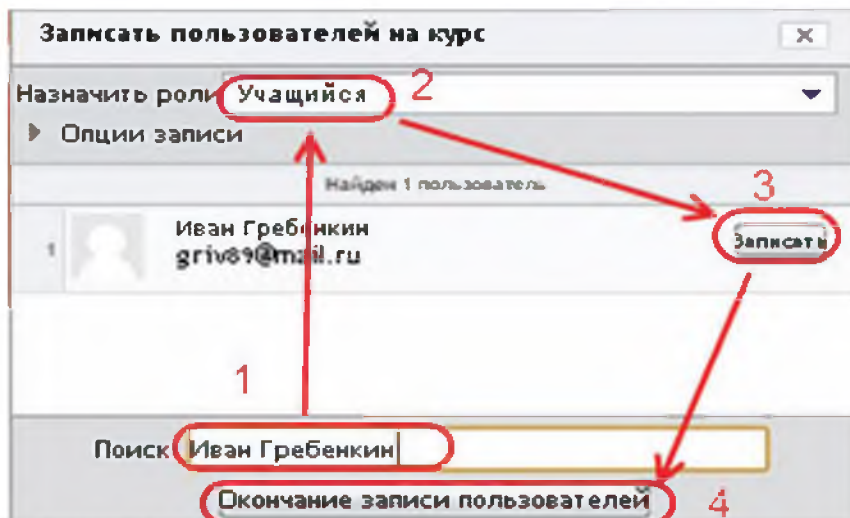 Записать пользователей на курс ×
Назначить роли Учащийся 2
Опции записи
Найден 1 пользователь
3
Иван Гребенкин
1 Записать
griv89@mail.ru
1
Поиск Иван Гребенкин
Окончание записи пользователей 4